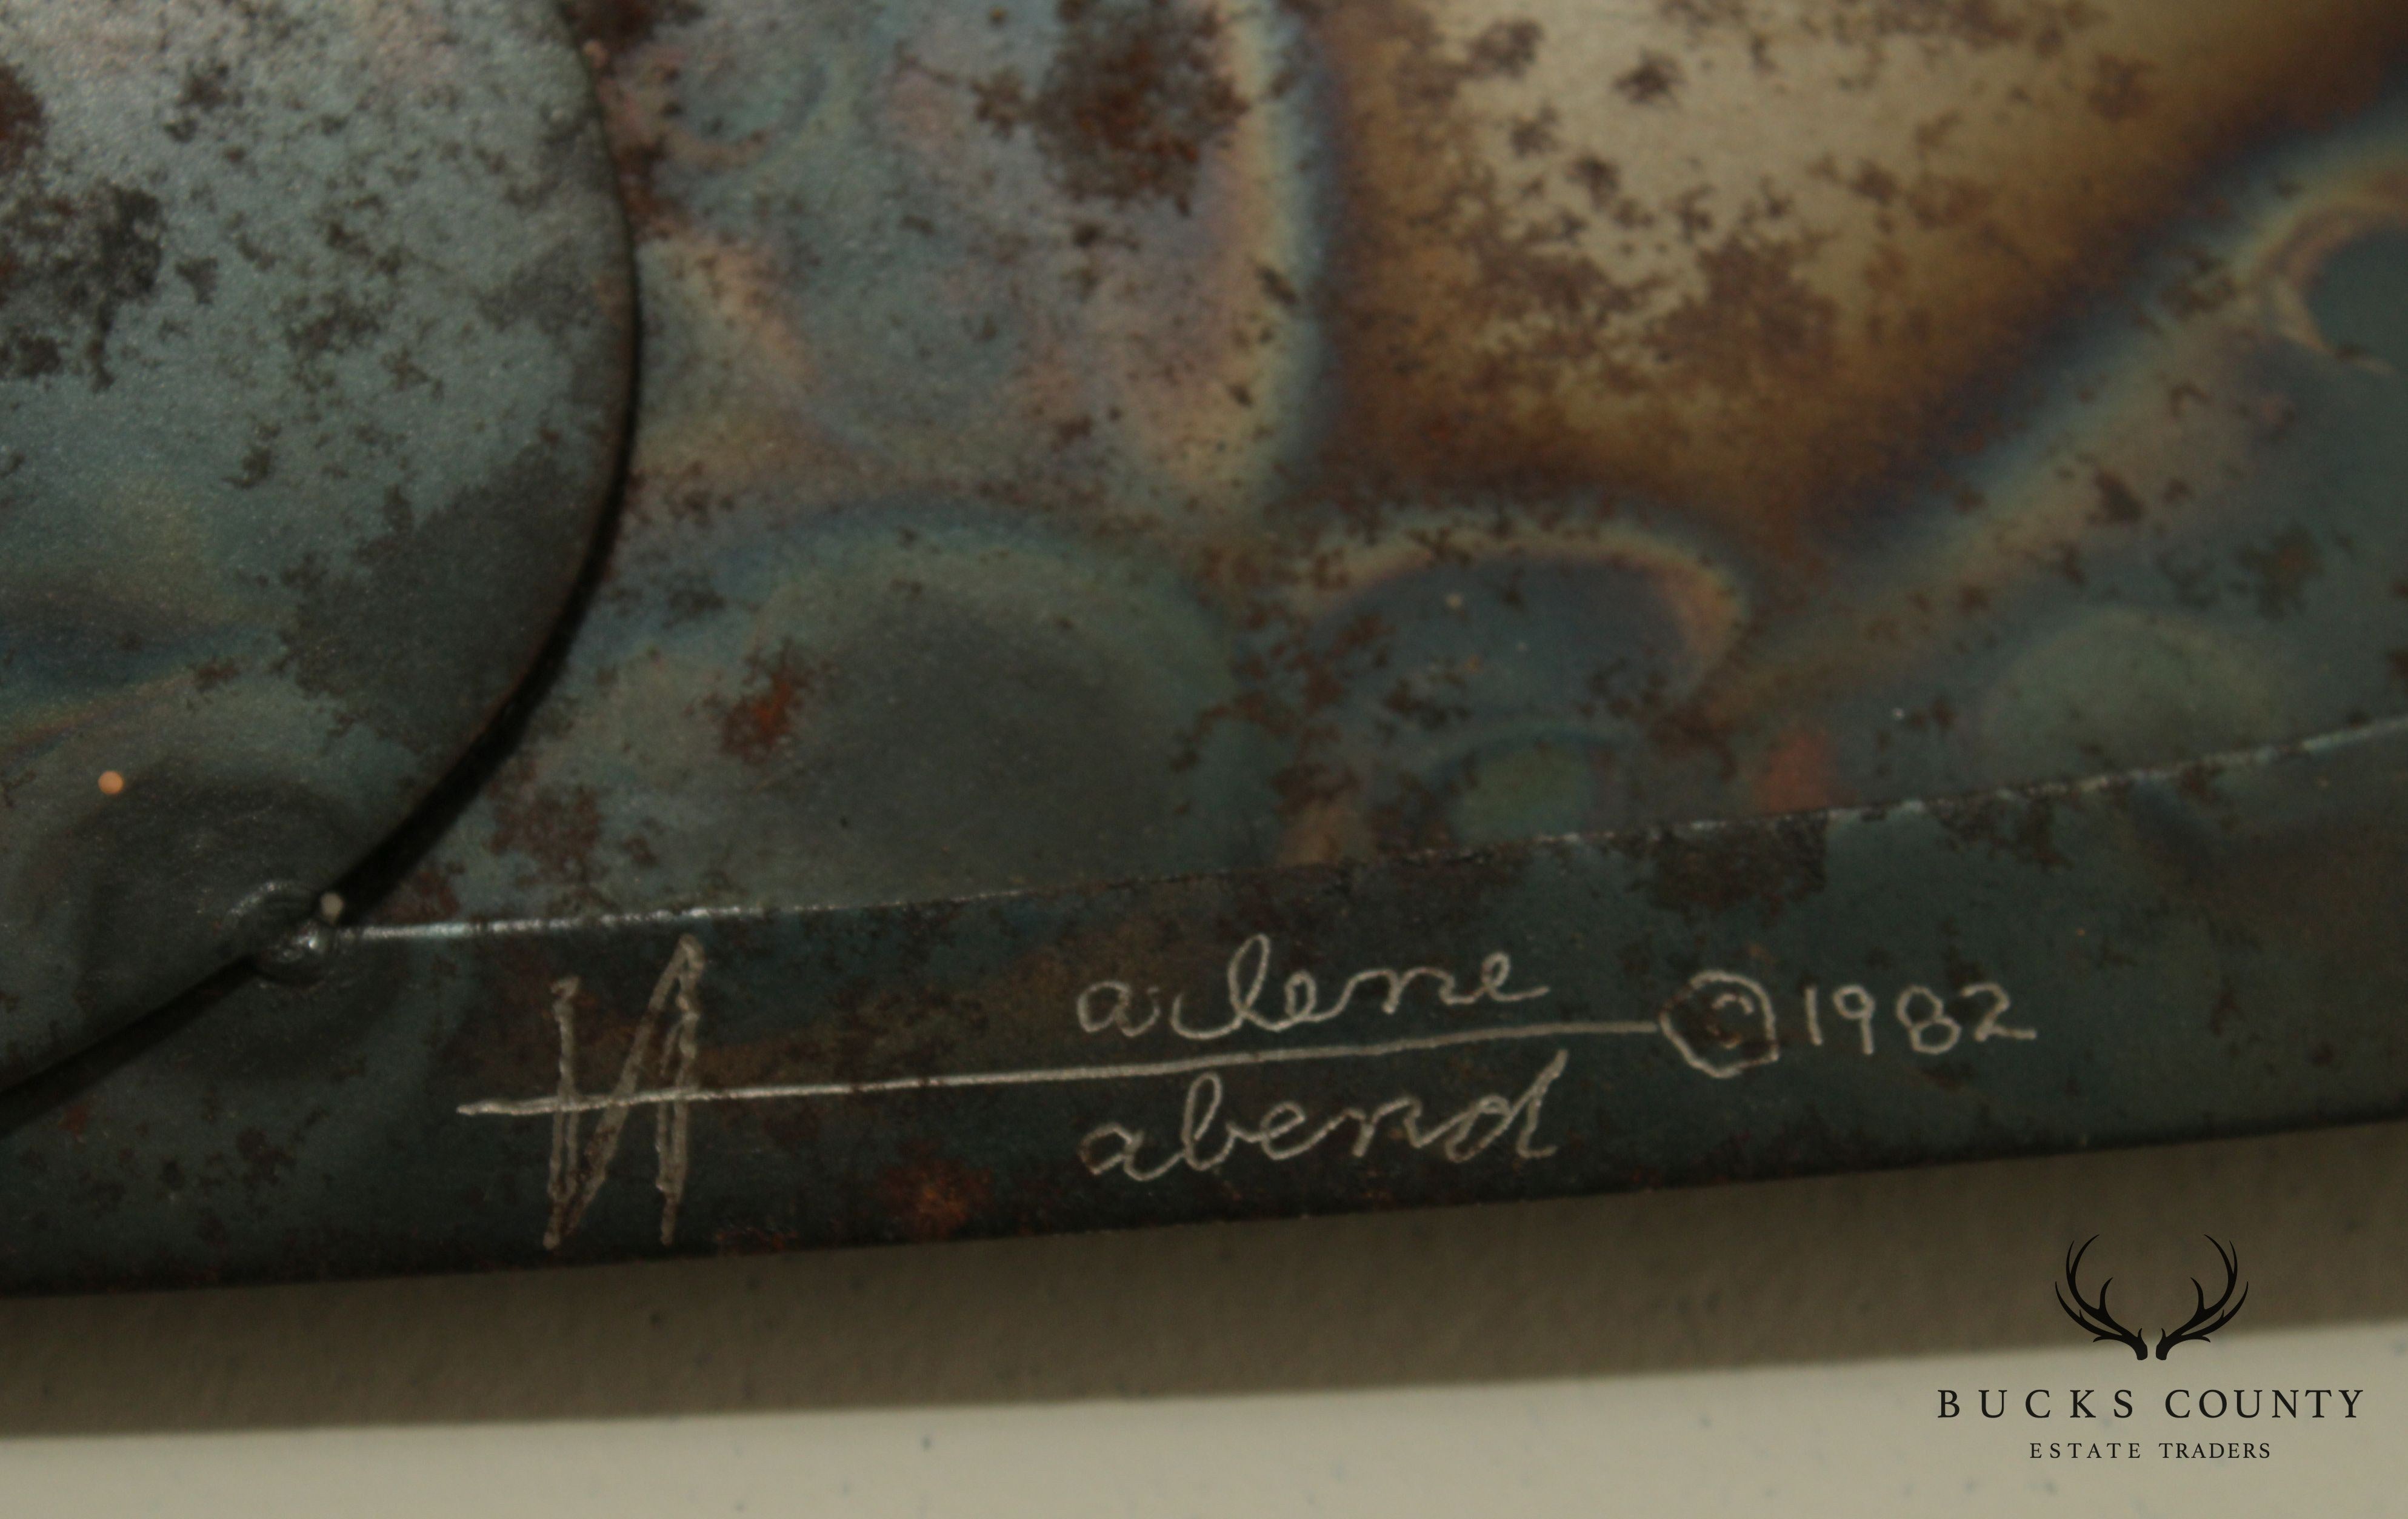 arlene
abend © 1982
BUCKS COUNTY
ESTATE TRADERS